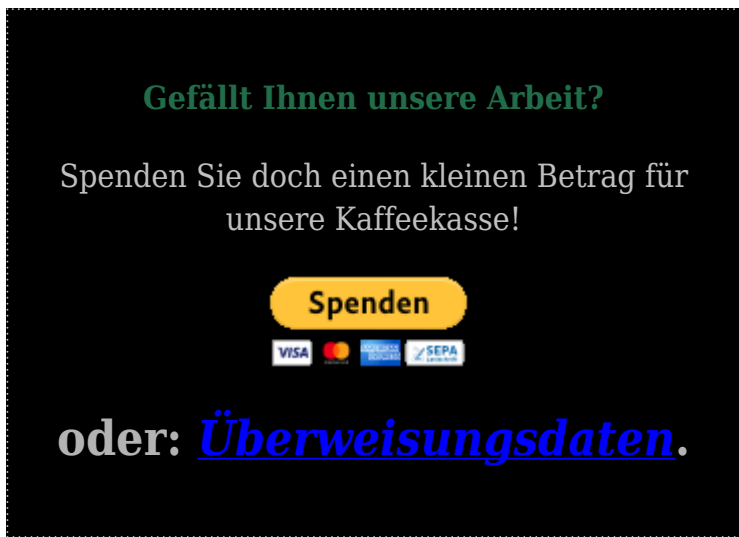 Gefällt Ihnen unsere Arbeit?
Spenden Sie doch einen kleinen Betrag für
unsere Kaffeekasse!
Spenden
VISA SEPA
oder: Überweisungsdaten.